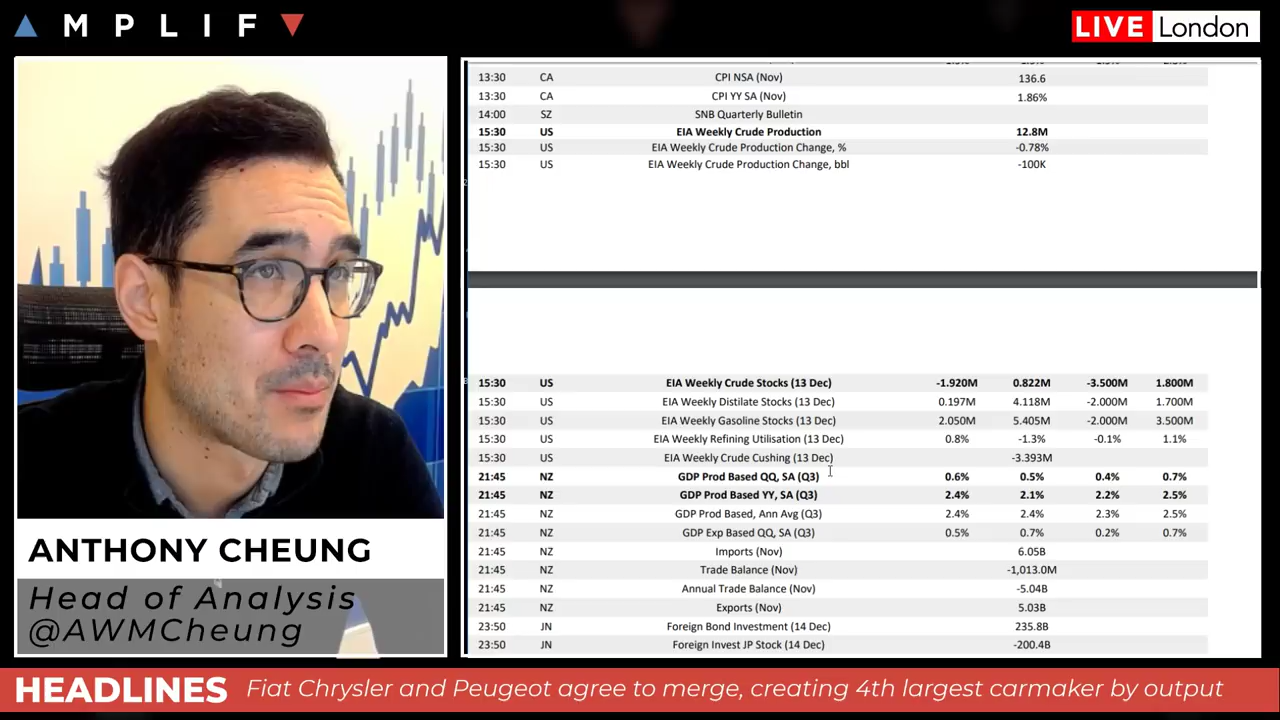 AMPLIFY
LIVE London
13:30 CA CPI NSA (Nov) 136.6
13:30 CA CPI YY SA (Nov) 1.86%
14:00 SZ SNB Quarterly Bulletin
15:30 US EIA Weekly Crude Production 12.8M
15:30 US EIA Weekly Crude Production Change, % -0.78%
15:30 US EIA Weekly Crude Production Change, bbl -100K
15:30 US EIA Weekly Crude Stocks (13 Dec) -1.920M 0.822M -3.500M 1.800M
15:30 US EIA Weekly Distilate Stocks (13 Dec) 0.197M 4.118M -2.000M 1.700M
15:30 US EIA Weekly Gasoline Stocks (13 Dec) 2.050M 5.405M -2.000M 3.500M
15:30 US EIA Weekly Refining Utilisation (13 Dec) 0.8% -1.3% -0.1% 1.1%
15:30 US EIA Weekly Crude Cushing (13 Dec) -3.393M
21:45 NZ GDP Prod Based QQ, SA (Q3) 0.6% 0.5% 0.4% 0.7%
21:45 NZ GDP Prod Based YY, SA (Q3) 2.4% 2.1% 2.2% 2.5%
21:45 NZ GDP Prod Based, Ann Avg (Q3) 2.4% 2.4% 2.3% 2.5%
21:45 NZ GDP Exp Based QQ, SA (Q3) 0.5% 0.7% 0.2% 0.7%
21:45 NZ Imports (Nov) 6.05B
21:45 NZ Trade Balance (Nov) -1,013.0M
21:45 NZ Annual Trade Balance (Nov) -5.04B
21:45 NZ Exports (Nov) 5.03B
23:50 JN Foreign Bond Investment (14 Dec) 235.8B
23:50 JN Foreign Invest JP Stock (14 Dec) -200.4B
ANTHONY CHEUNG
Head of Analysis
@AWMCheung
HEADLINES Fiat Chrysler and Peugeot agree to merge, creating 4th largest carmaker by output